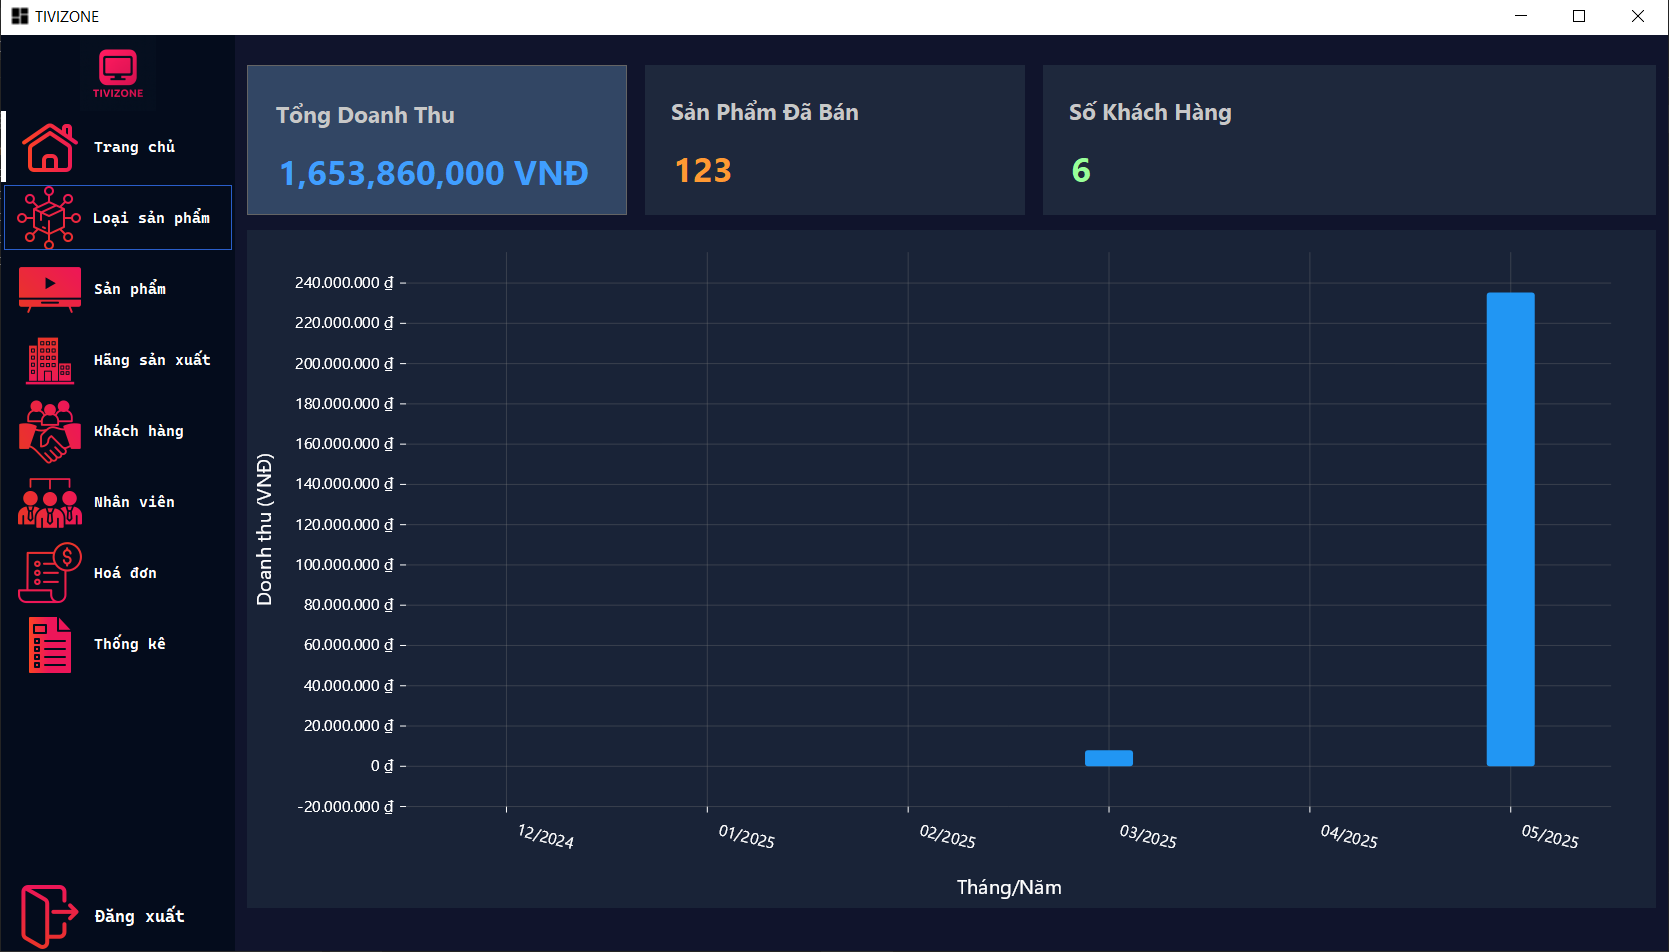 TIVIZONE
TIVIZONE
Trang chủ
Loại sản phẩm
Sản phẩm
Hãng sản xuất
Khách hàng
Nhân viên
Hoá đơn
Thống kê
Đăng xuất
Tổng Doanh Thu
1,653,860,000 VNĐ
Sản Phẩm Đã Bán
123
Số Khách Hàng
6
Doanh thu (VNĐ)
240.000.000 ₫
220.000.000 ₫
200.000.000 ₫
180.000.000 ₫
160.000.000 ₫
140.000.000 ₫
120.000.000 ₫
100.000.000 ₫
80.000.000 ₫
60.000.000 ₫
40.000.000 ₫
20.000.000 ₫
0 ₫
-20.000.000 ₫
12/2024
01/2025
02/2025
03/2025
04/2025
05/2025
Tháng/Năm